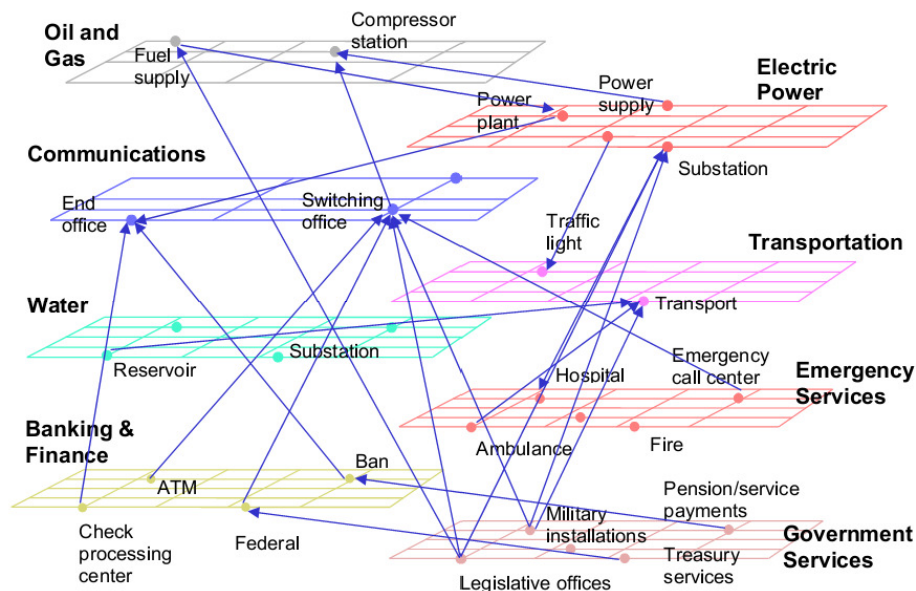 Oil and
Gas
Fuel
supply
Compressor
station
Power
plant
Power
supply
Electric
Power
Substation
Communications
End
office
Switching
office
Traffic
light
Transportation
Transport
Water
Reservoir
Substation
Hospital
Emergency
call center
Emergency
Services
Ambulance
Fire
Banking &
Finance
ATM
Ban
Check
processing
center
Federal
Military
installations
Pension/service
payments
Government
Services
Legislative offices
Treasury
services